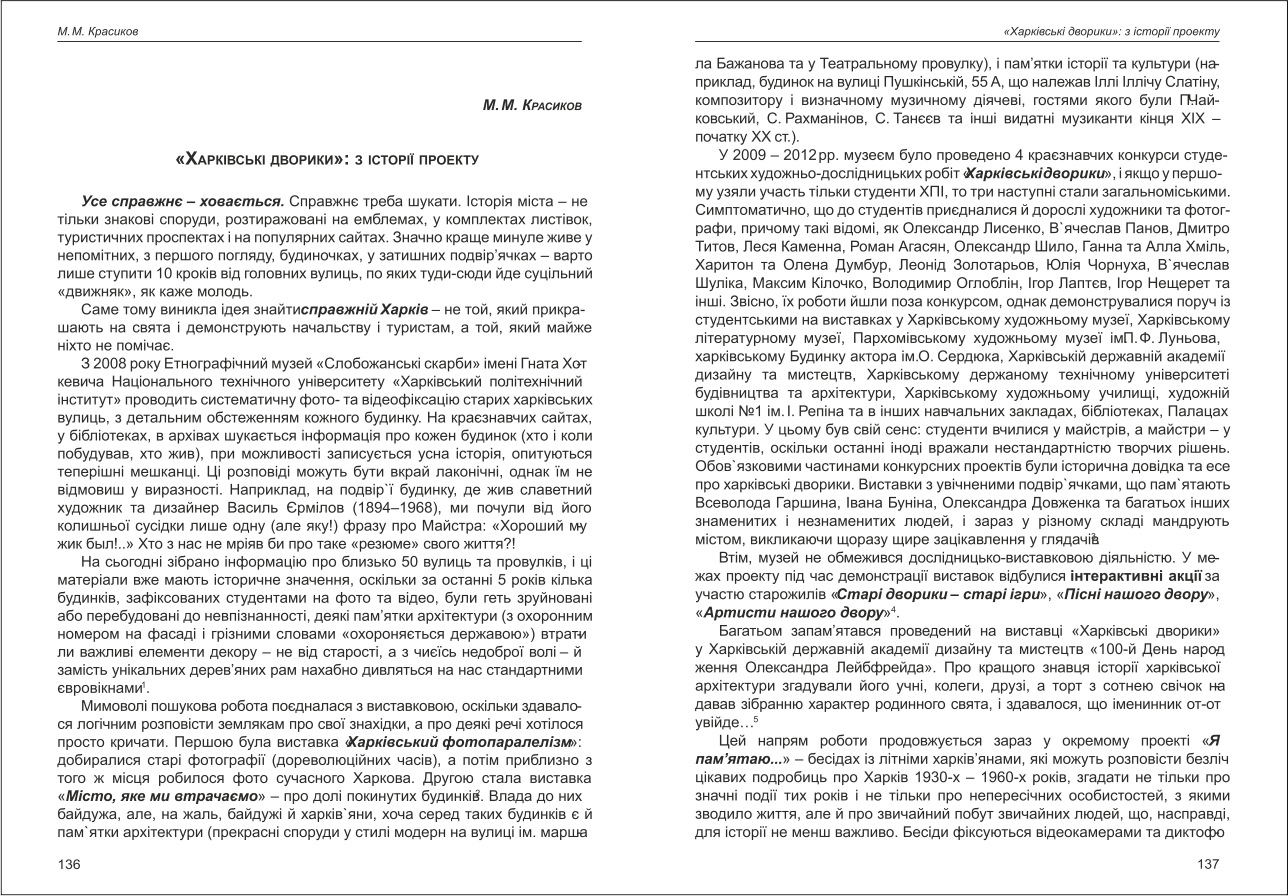 М. М. Красиков
М. М. Красиков
«Харківські дворики»: з історії проекту
Усе справжнє – ховається. Справжнє треба шукати. Історія міста – не
тільки знакові споруди, розтиражовані на емблемах, у комплектах листівок,
туристичних проспектах і на популярних сайтах. Значно краще минуле живе у
непомітних, з першого погляду, будиночках, у затишних подвір’ячках – варто
лише ступити 10 кроків від головних вулиць, по яких туди-сюди йде суцільний
«движняк», як каже молодь.
Саме тому виникла ідея знайти справжній Харків – не той, який прикра-
шають на свята і демонструють начальству і туристам, а той, який майже
ніхто не помічає.
З 2008 року Етнографічний музей «Слобожанські скарби» імені Гната Хот-
кевича Національного технічного університету «Харківський політехнічний
інститут» проводить систематичну фото- та відеофіксацію старих харківських
вулиць, з детальним обстеженням кожного будинку. На краєзнавчих сайтах,
у бібліотеках, в архівах шукається інформація про кожен будинок (хто і коли
побудував, хто жив), при можливості записується усна історія, опитуються
теперішні мешканці. Ці розповіді можуть бути вкрай лаконічні, однак їм не
відмовиш у виразності. Наприклад, на подвір`ї будинку, де жив славетний
художник та дизайнер Василь Єрмілов (1894–1968), ми почули від його
колишньої сусідки лише одну (але яку!) фразу про Майстра: «Хороший му-
жик был!..» Хто з нас не мріяв би про таке «резюме» свого життя?!
На сьогодні зібрано інформацію про близько 50 вулиць та провулків, і ці
матеріали вже мають історичне значення, оскільки за останні 5 років кілька
будинків, зафіксованих студентами на фото та відео, були геть зруйновані
або перебудовані до невпізнанності, деякі пам’ятки архітектури (з охоронним
номером на фасаді і грізними словами «охороняється державою») втрати-
ли важливі елементи декору – не від старості, а з чиєїсь недоброї волі – й
замість унікальних дерев’яних рам нахабно дивляться на нас стандартними
євровікнами¹.
Мимоволі пошукова робота поєдналася з виставковою, оскільки здавало-
ся логічним розповісти землякам про свої знахідки, а про деякі речі хотілося
просто кричати. Першою була виставка «Харківський фотопаралелізм»:
добиралися старі фотографії (дореволюційних часів), а потім приблизно з
того ж місця робилося фото сучасного Харкова. Другою стала виставка
«Місто, яке ми втрачаємо» – про долі покинутих будинків². Влада до них
байдужа, але, на жаль, байдужі й харків`яни, хоча серед таких будинків є й
пам`ятки архітектури (прекрасні споруди у стилі модерн на вулиці ім. марша-
136
«Харківські дворики»: з історії проекту
ла Бажанова та у Театральному провулку), і пам’ятки історії та культури (на-
приклад, будинок на вулиці Пушкінській, 55 А, що належав Іллі Іллічу Слатіну,
композитору і визначному музичному діячеві, гостями якого були П. Чай-
ковський, С. Рахманінов, С. Танєєв та інші видатні музиканти кінця XIX –
початку XX ст.).
У 2009 – 2012 рр. музеєм було проведено 4 краєзнавчих конкурси студе-
нтських художньо-дослідницьких робіт «Харківські дворики», і якщо у першо-
му узяли участь тільки студенти ХПІ, то три наступні стали загальноміськими.
Симптоматично, що до студентів приєдналися й дорослі художники та фотог-
рафи, причому такі відомі, як Олександр Лисенко, В`ячеслав Панов, Дмитро
Титов, Леся Каменна, Роман Агасян, Олександр Шило, Ганна та Алла Хміль,
Харитон та Олена Думбур, Леонід Золотарьов, Юлія Чорнуха, В`ячеслав
Шуліка, Максим Кілочко, Володимир Оглоблін, Ігор Лаптєв, Ігор Нещерет та
інші. Звісно, їх роботи йшли поза конкурсом, однак демонструвалися поруч із
студентськими на виставках у Харківському художньому музеї, Харківському
літературному музеї, Пархомівському художньому музеї ім. П. Ф. Луньова,
харківському Будинку актора ім. О. Сердюка, Харківській державній академії
дизайну та мистецтв, Харківському держаному технічному університеті
будівництва та архітектури, Харківському художньому училищі, художній
школі №1 ім. І. Репіна та в інших навчальних закладах, бібліотеках, Палацах
культури. У цьому був свій сенс: студенти вчилися у майстрів, а майстри – у
студентів, оскільки останні іноді вражали нестандартністю творчих рішень.
Обов`язковими частинами конкурсних проектів були історична довідка та есе
про харківські дворики. Виставки з увічненими подвір`ячками, що пам`ятають
Всеволода Гаршина, Івана Буніна, Олександра Довженка та багатьох інших
знаменитих і незнаменитих людей, і зараз у різному складі мандрують
містом, викликаючи щоразу щире зацікавлення у глядачів³.
Втім, музей не обмежився дослідницько-виставковою діяльністю. У ме-
жах проекту під час демонстрації виставок відбулися інтерактивні акції за
участю старожилів «Старі дворики – старі ігри», «Пісні нашого двору»,
«Артисти нашого двору»⁴.
Багатьом запам’ятався проведений на виставці «Харківські дворики»
у Харківській державній академії дизайну та мистецтв «100-й День народ-
ження Олександра Лейбфрейда». Про кращого знавця історії харківської
архітектури згадували його учні, колеги, друзі, а торт з сотнею свічок на-
давав зібранню характер родинного свята, і здавалося, що іменинник от-от
увійде…⁵
Цей напрям роботи продовжується зараз у окремому проекті «Я
пам’ятаю...» – бесідах із літніми харків’янами, які можуть розповісти безліч
цікавих подробиць про Харків 1930-х – 1960-х років, згадати не тільки про
значні події тих років і не тільки про непересічних особистостей, з якими
зводило життя, але й про звичайний побут звичайних людей, що, насправді,
для історії не менш важливо. Бесіди фіксуються відеокамерами та диктофо
137